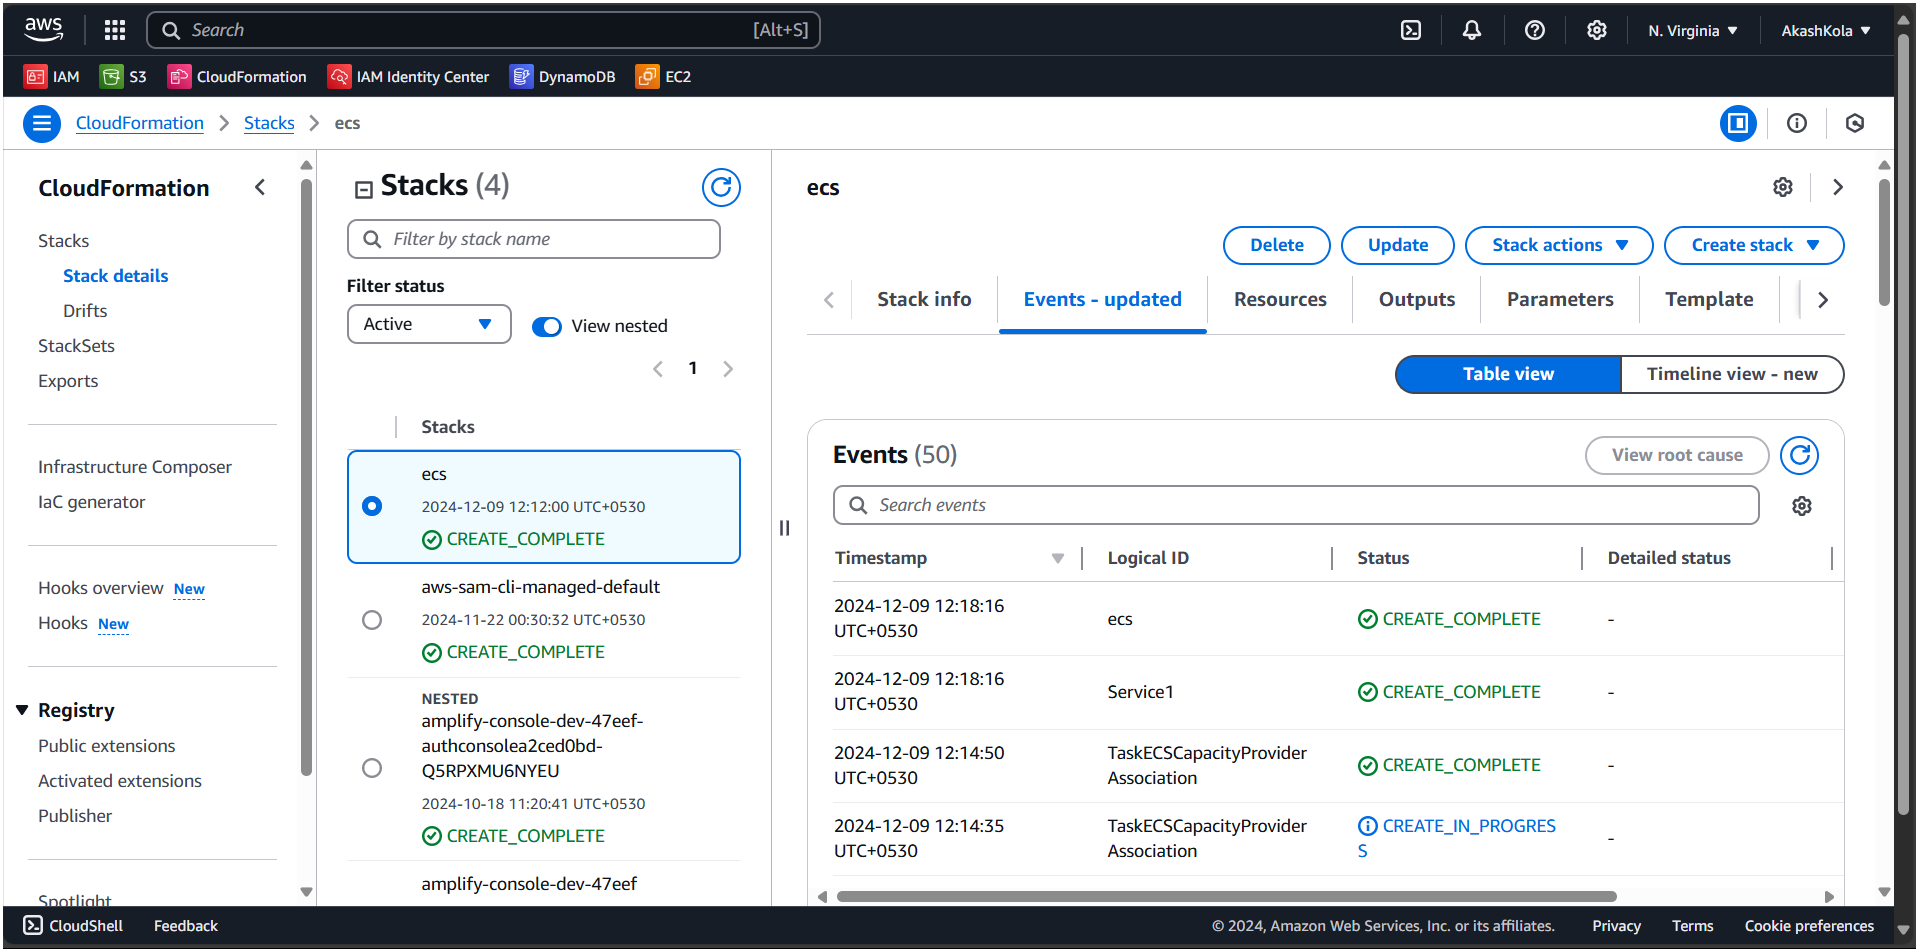 aws
Search [Alt+S]
N. Virginia
AkashKola
IAM
S3
CloudFormation
IAM Identity Center
DynamoDB
EC2
CloudFormation
Stacks
ecs
CloudFormation
Stacks
Stack details
Drifts
StackSets
Exports
Infrastructure Composer
IaC generator
Hooks overview New
Hooks New
Registry
Public extensions
Activated extensions
Publisher
Spotlight
Stacks (4)
Filter by stack name
Filter status
Active
View nested
1
Stacks
ecs
2024-12-09 12:12:00 UTC+0530
CREATE_COMPLETE
aws-sam-cli-managed-default
2024-11-22 00:30:32 UTC+0530
CREATE_COMPLETE
NESTED
amplify-console-dev-47eef-
authconsolea2ced0bd-
Q5RPXMU6NYEU
2024-10-18 11:20:41 UTC+0530
CREATE_COMPLETE
amplify-console-dev-47eef
ecs
Delete
Update
Stack actions
Create stack
Stack info
Events - updated
Resources
Outputs
Parameters
Template
Table view
Timeline view - new
Events (50)
View root cause
Search events
Timestamp
Logical ID
Status
Detailed status
2024-12-09 12:18:16
UTC+0530
ecs
CREATE_COMPLETE
-
2024-12-09 12:18:16
UTC+0530
Service1
CREATE_COMPLETE
-
2024-12-09 12:14:50
UTC+0530
TaskECSCapacityProvider
Association
CREATE_COMPLETE
-
2024-12-09 12:14:35
UTC+0530
TaskECSCapacityProvider
Association
CREATE_IN_PROGRES
S
-
CloudShell
Feedback
© 2024, Amazon Web Services, Inc. or its affiliates.
Privacy
Terms
Cookie preferences